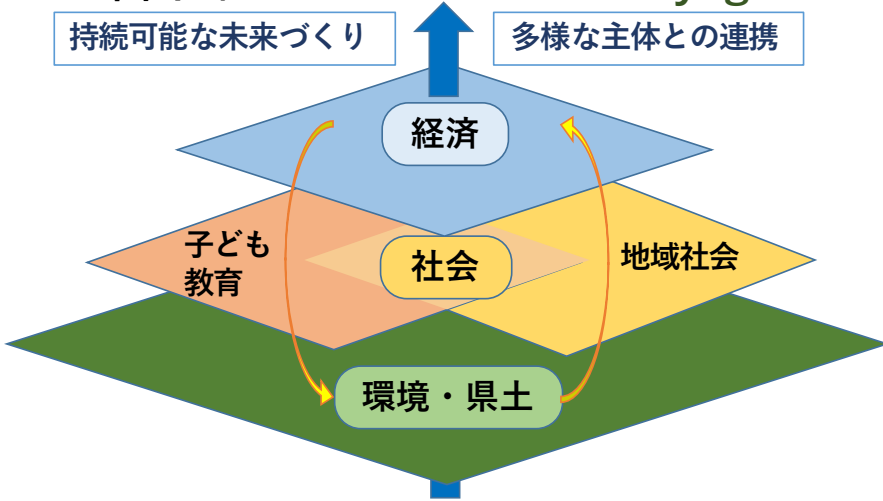 持続可能な未来づくり
多様な主体との連携
経済
子ども
教育
社会
地域社会
環境・県土